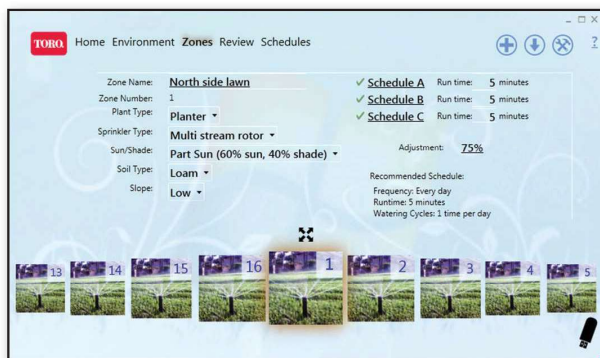 TORO.
Home Environment Zones Review Schedules
?
Zone Name: North side lawn
Zone Number: 1
Plant Type: Planter
Sprinkler Type: Multi stream rotor
Sun/Shade: Part Sun (60% sun, 40% shade)
Soil Type: Loam
Slope: Low
Schedule A Run time: 5 minutes
Schedule B Run time: 5 minutes
Schedule C Run time: 5 minutes
Adjustment: 75%
Recommended Schedule:
Frequency: Every day
Runtime: 5 minutes
Watering Cycles: 1 time per day
13 14 15 16 1 2 3 4 5